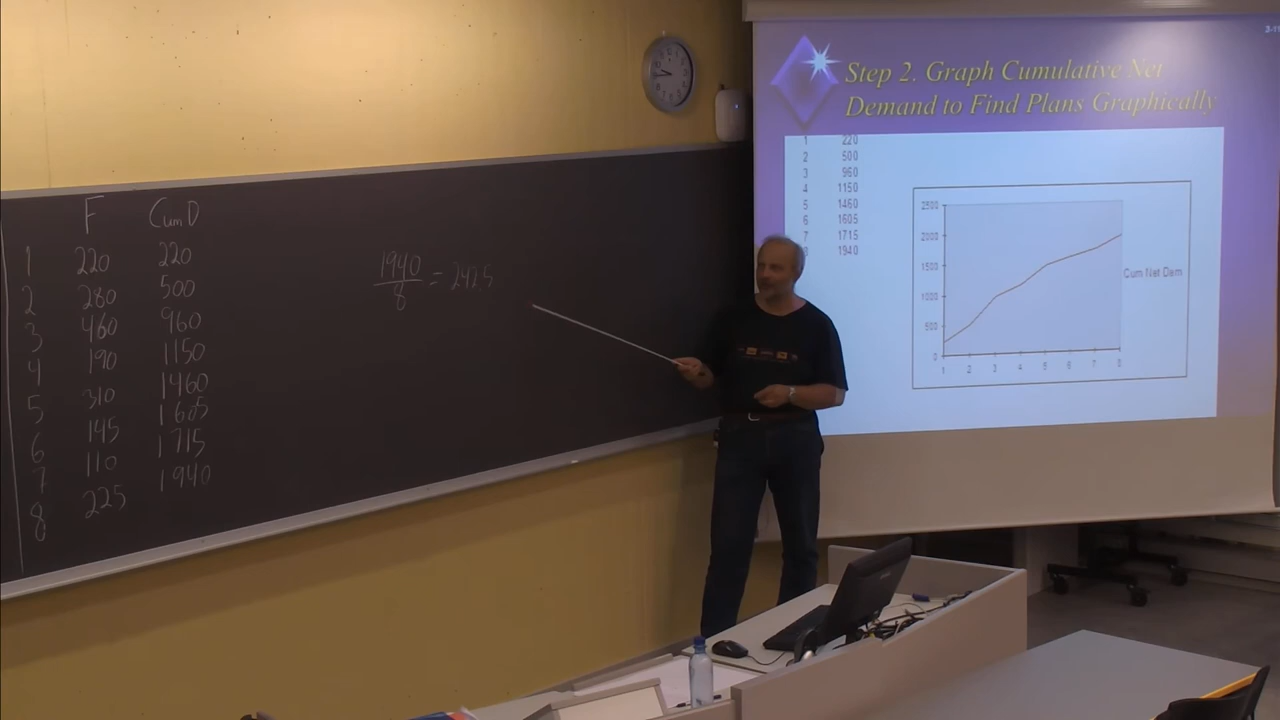 F CumD
1 220 220
2 280 500
3 460 960
4 190 1150
5 310 1460
6 145 1605
7 110 1715
8 225 1940
1940
8
= 242.5
Step 2. Graph Cumulative Net
Demand to Find Plans Graphically
1 220
2 500
3 960
4 1150
5 1460
6 1605
7 1715
1940
2500
2000
1500
1000
500
0
1 2 3 4 5 6 7 8
Cum Net Dem